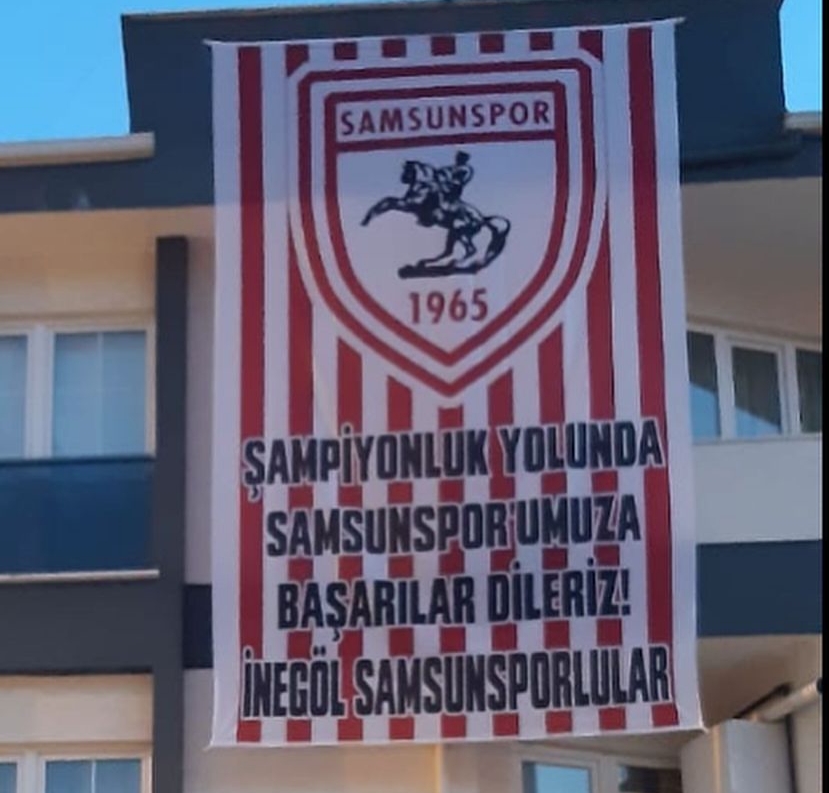 SAMSUNSPOR
1965
ŞAMPİYONLUK YOLUNDA
SAMSUNSPOR'UMUZA
BAŞARILAR DİLERİZ!
İNEGÖL SAMSUNSPORLULAR